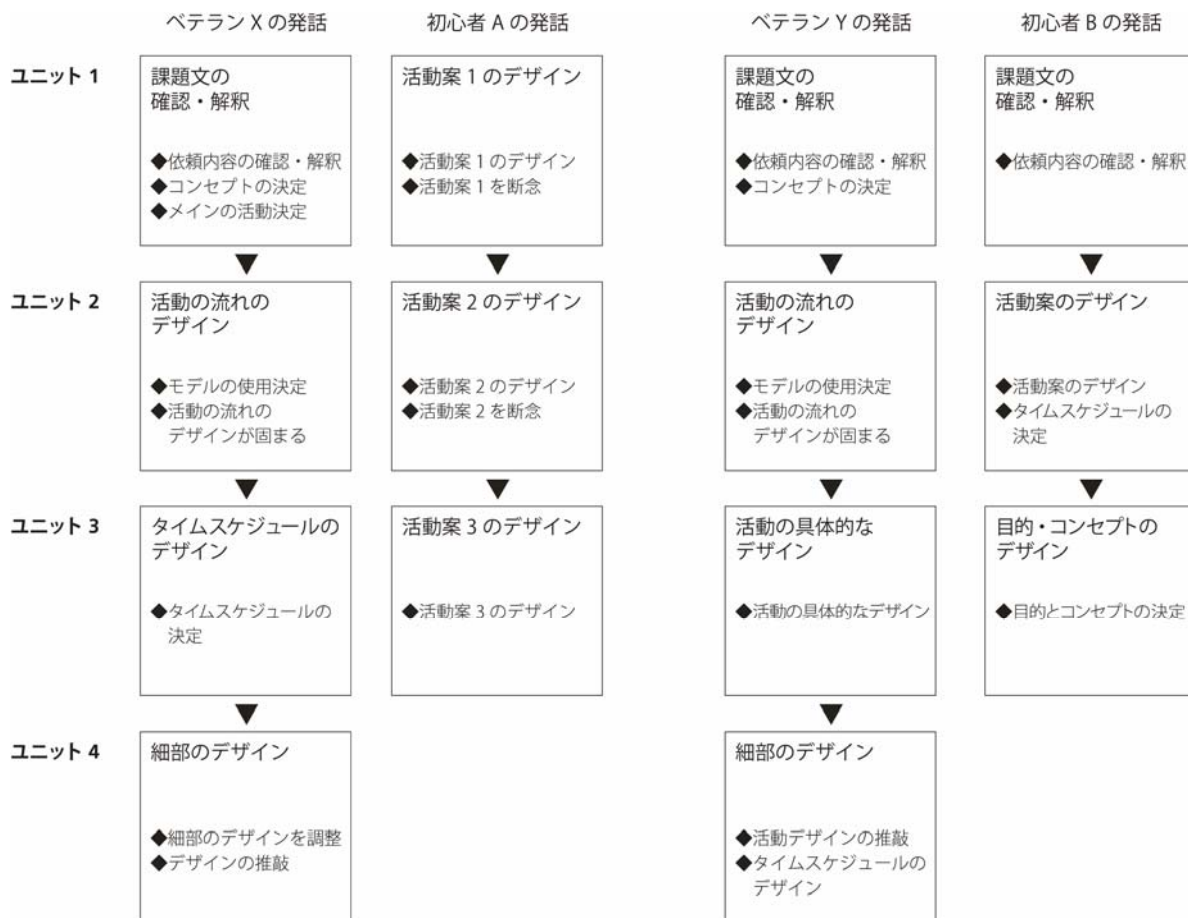 ベテラン X の発話
初心者 A の発話
ベテラン Y の発話
初心者 B の発話
ユニット 1
課題文の
確認・解釈
◆依頼内容の確認・解釈
◆コンセプトの決定
◆メインの活動決定
活動案 1 のデザイン
◆活動案 1 のデザイン
◆活動案 1 を断念
課題文の
確認・解釈
◆依頼内容の確認・解釈
◆コンセプトの決定
課題文の
確認・解釈
◆依頼内容の確認・解釈
▼
▼
▼
▼
ユニット 2
活動の流れの
デザイン
◆モデルの使用決定
◆活動の流れの
デザインが固まる
活動案 2 のデザイン
◆活動案 2 のデザイン
◆活動案 2 を断念
活動の流れの
デザイン
◆モデルの使用決定
◆活動の流れの
デザインが固まる
活動案のデザイン
◆活動案のデザイン
◆タイムスケジュールの
決定
▼
▼
▼
▼
ユニット 3
タイムスケジュールの
デザイン
◆タイムスケジュールの
決定
活動案 3 のデザイン
◆活動案 3 のデザイン
活動の具体的な
デザイン
◆活動の具体的なデザイン
目的・コンセプトの
デザイン
◆目的とコンセプトの決定
▼
▼
ユニット 4
細部のデザイン
◆細部のデザインを調整
◆デザインの推敲
細部のデザイン
◆活動デザインの推敲
◆タイムスケジュールの
デザイン